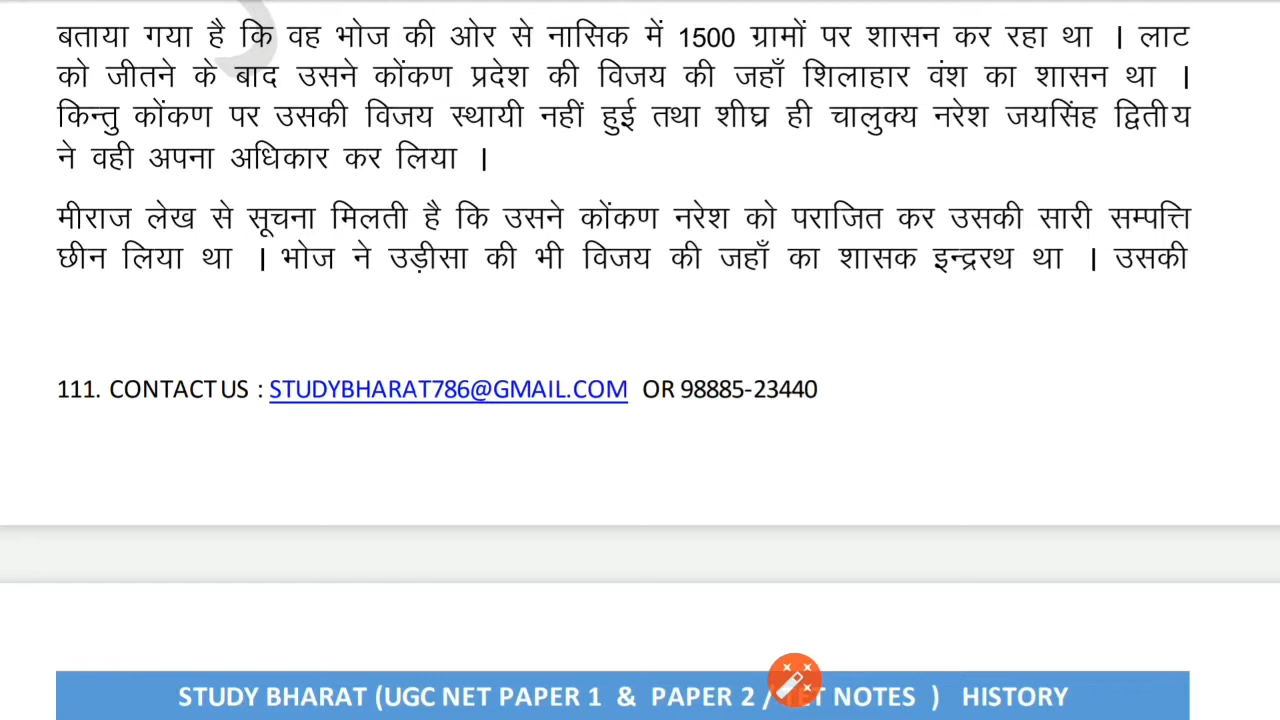 बताया गया है कि वह भोज की ओर से नासिक में 1500 ग्रामों पर शासन कर रहा था । लाट
को जीतने के बाद उसने कोंकण प्रदेश की विजय की जहाँ शिलाहार वंश का शासन था ।
किन्तु कोंकण पर उसकी विजय स्थायी नहीं हुई तथा शीघ्र ही चालुक्य नरेश जयसिंह द्वितीय
ने वही अपना अधिकार कर लिया ।
मीराज लेख से सूचना मिलती है कि उसने कोंकण नरेश को पराजित कर उसकी सारी सम्पत्ति
छीन लिया था । भोज ने उड़ीसा की भी विजय की जहाँ का शासक इन्द्ररथ था । उसकी
111. CONTACT US : STUDYBHARAT786@GMAIL.COM OR 98885-23440
STUDY BHARAT (UGC NET PAPER 1 & PAPER 2 / NOTES ) HISTORY